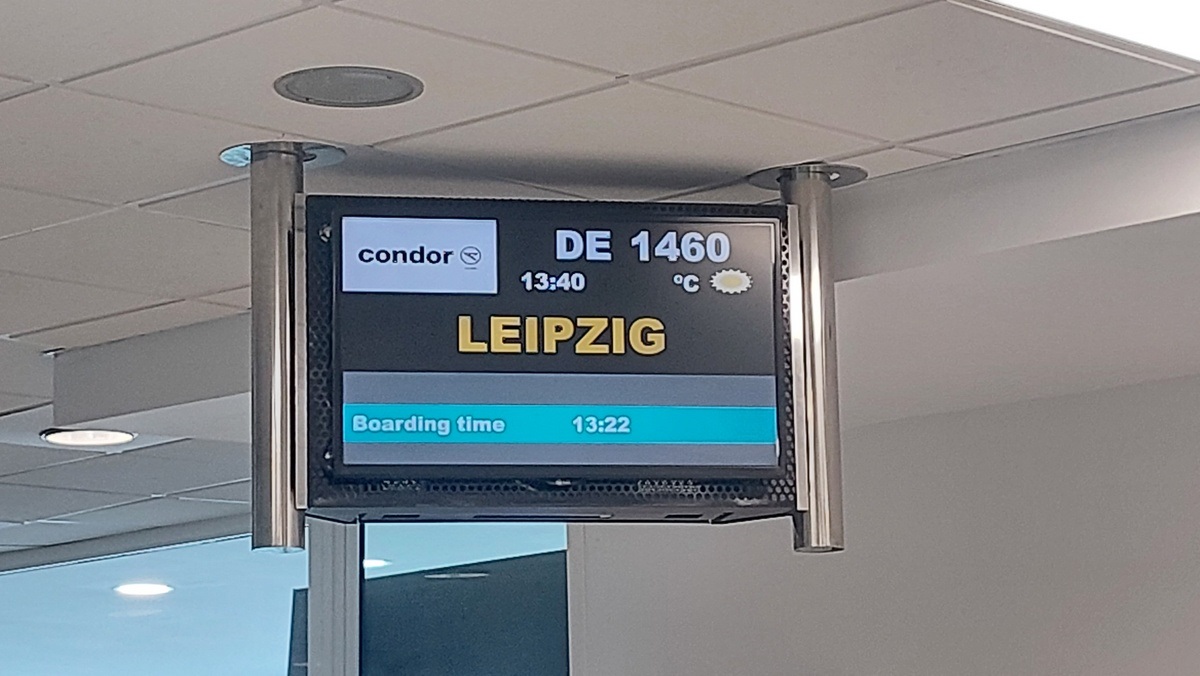 condor
DE 1460
13:40 °C
LEIPZIG
Boarding time 13:22